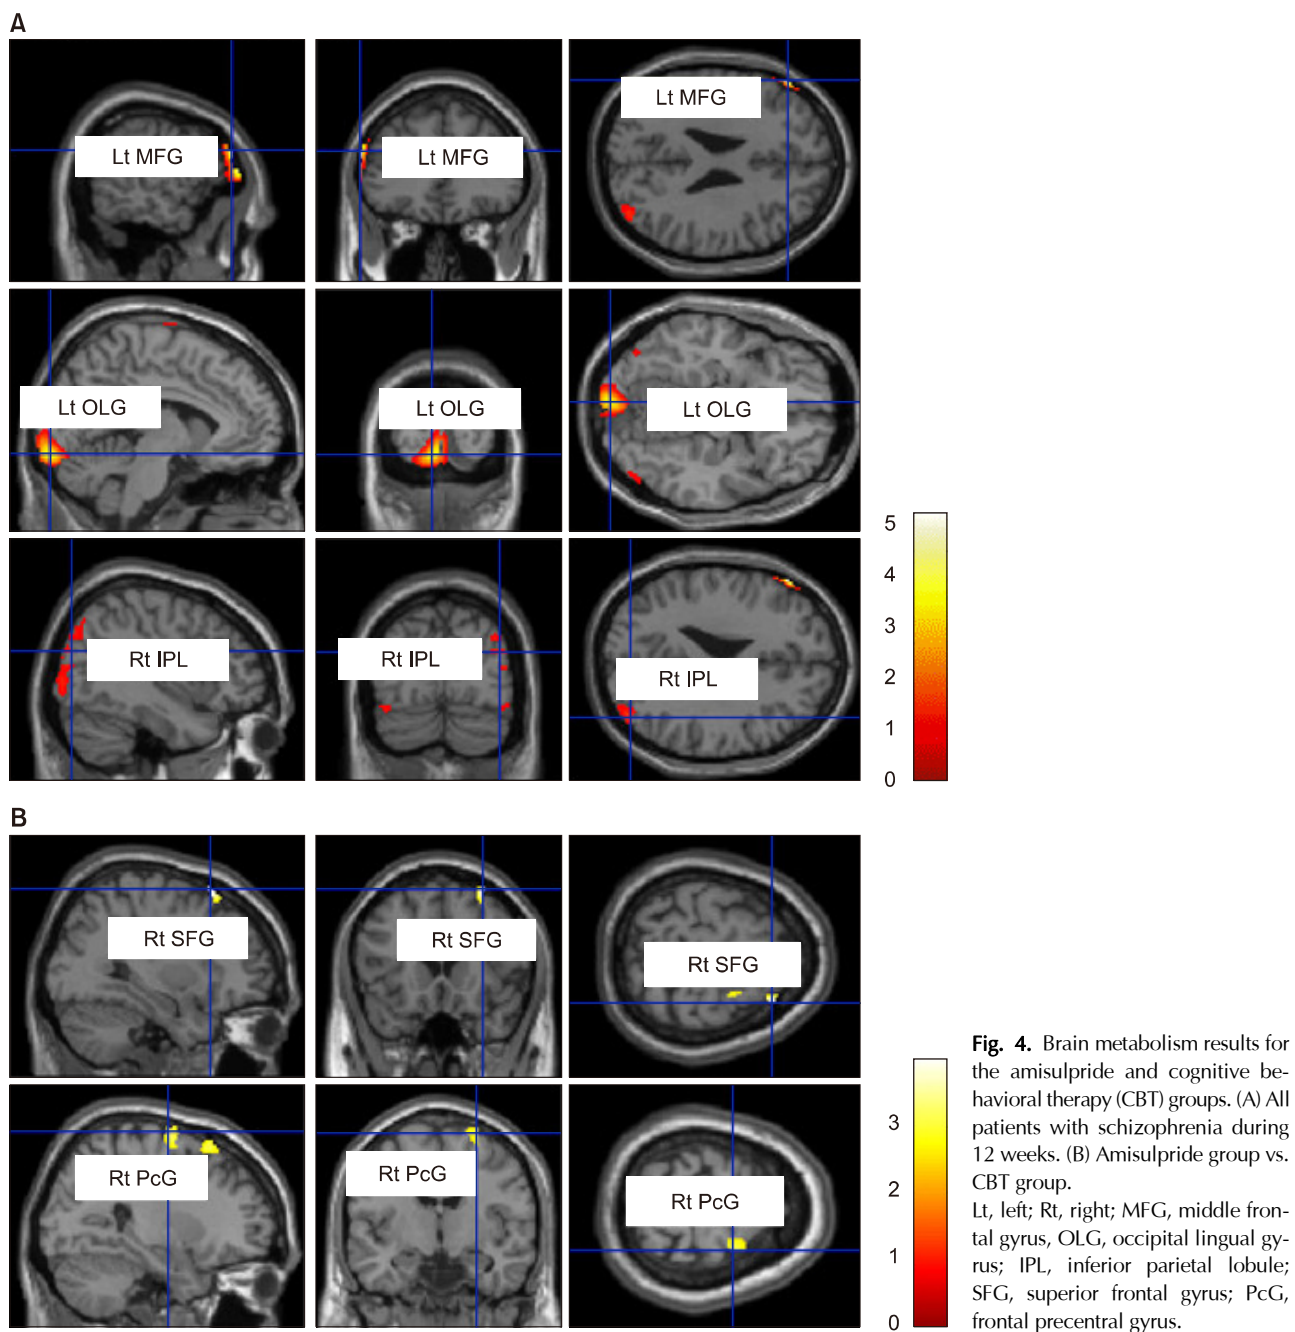 A
Lt MFG
Lt MFG
Lt MFG
Lt OLG
Lt OLG
Lt OLG
Rt IPL
Rt IPL
Rt IPL
5
4
3
2
1
0
B
Rt SFG
Rt SFG
Rt SFG
Rt PcG
Rt PcG
Rt PcG
3
2
1
0
Fig. 4. Brain metabolism results for
the amisulpride and cognitive be-
havioral therapy (CBT) groups. (A) All
patients with schizophrenia during
12 weeks. (B) Amisulpride group vs.
CBT group.
Lt, left; Rt, right; MFG, middle fron-
tal gyrus, OLG, occipital lingual gy-
rus; IPL, inferior parietal lobule;
SFG, superior frontal gyrus; PcG,
frontal precentral gyrus.